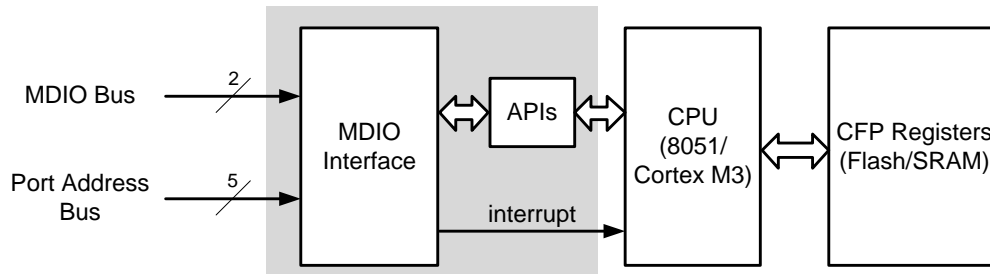 MDIO Bus
2
Port Address
Bus
5
MDIO
Interface
APIs
interrupt
CPU
(8051/
Cortex M3)
CFP Registers
(Flash/SRAM)